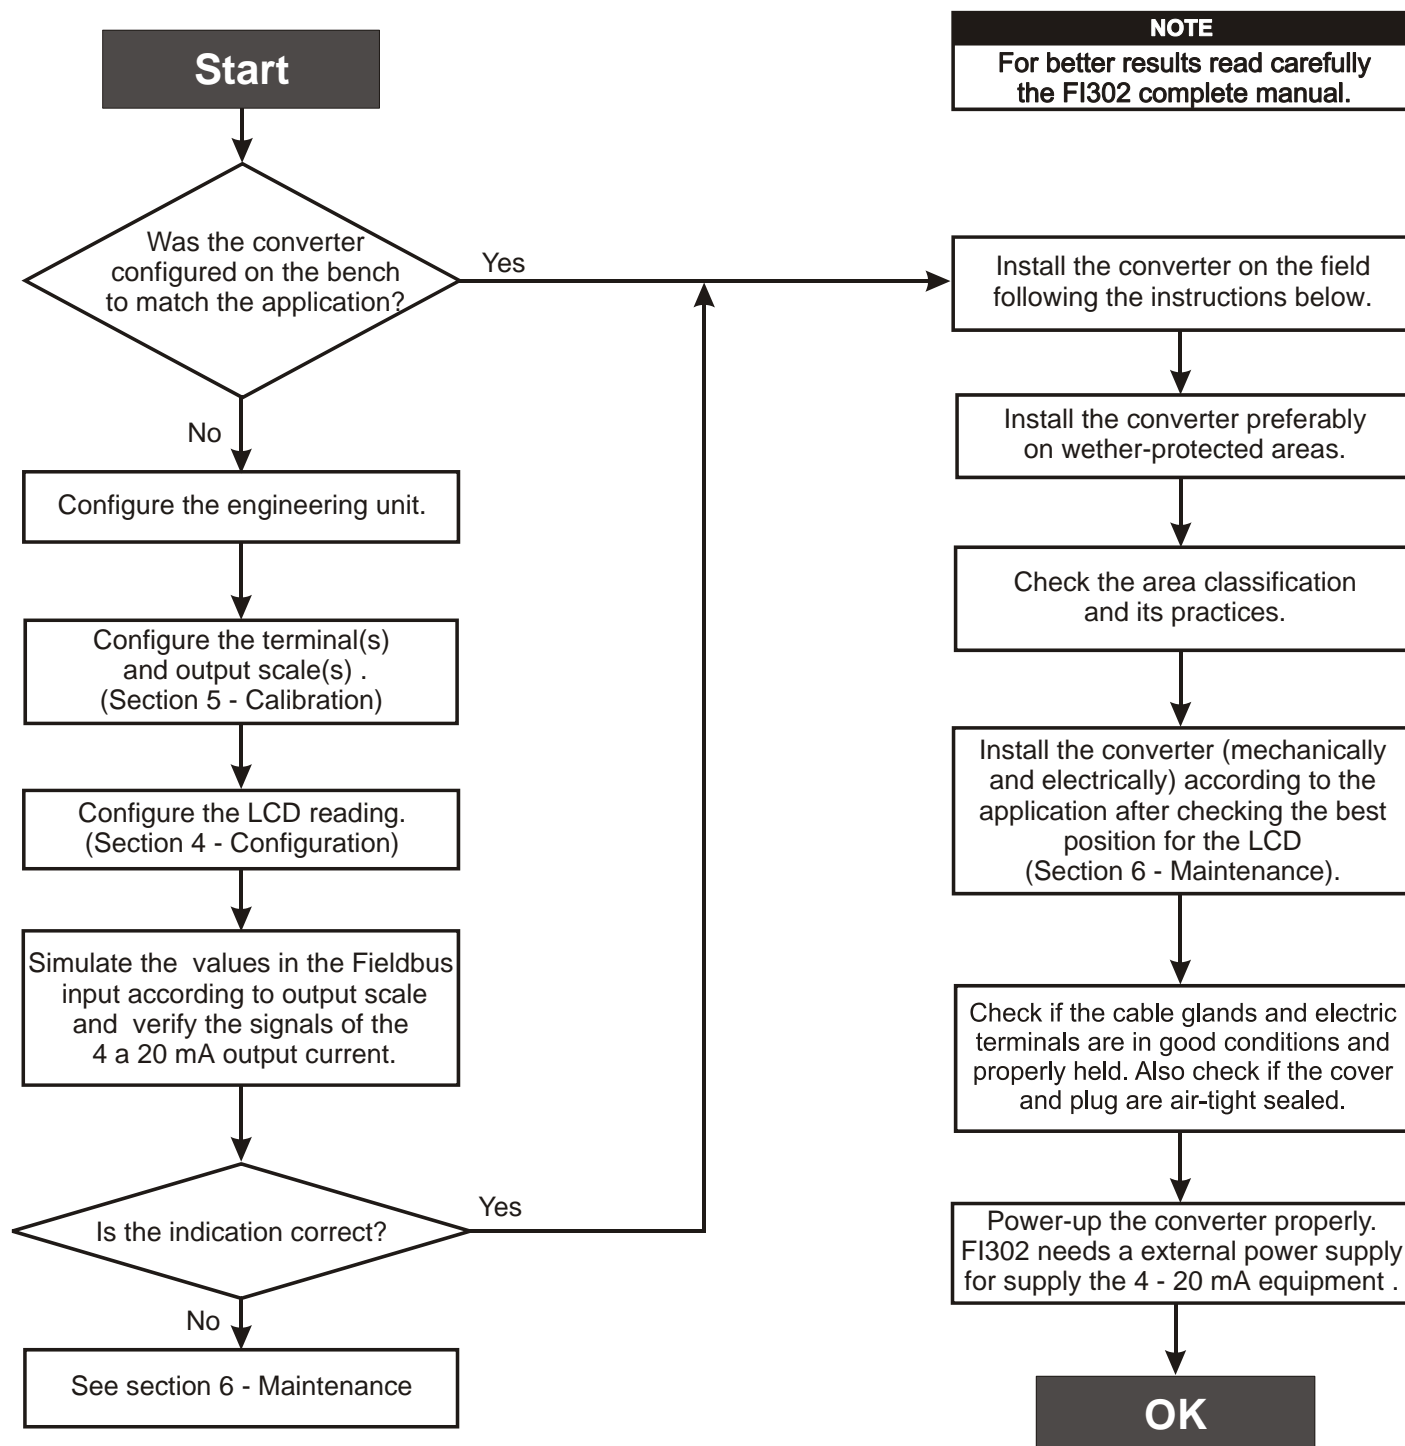 Start
Was the converter
configured on the bench
to match the application?
Yes
No
Configure the engineering unit.
Configure the terminal(s)
and output scale(s) .
(Section 5 - Calibration)
Configure the LCD reading.
(Section 4 - Configuration)
Simulate the  values in the Fieldbus
input according to output scale
and  verify the signals of the
4 a 20 mA output current.
Is the indication correct?
Yes
No
See section 6 - Maintenance
NOTE
For better results read carefully
the FI302 complete manual.
Install the converter on the field
following the instructions below.
Install the converter preferably
on wether-protected areas.
Check the area classification
and its practices.
Install the converter (mechanically
and electrically) according to the
application after checking the best
position for the LCD
(Section 6 - Maintenance).
Check if the cable glands and electric
terminals are in good conditions and
properly held. Also check if the cover
and plug are air-tight sealed.
Power-up the converter properly.
FI302 needs a external power supply
for supply the 4 - 20 mA equipment .
OK